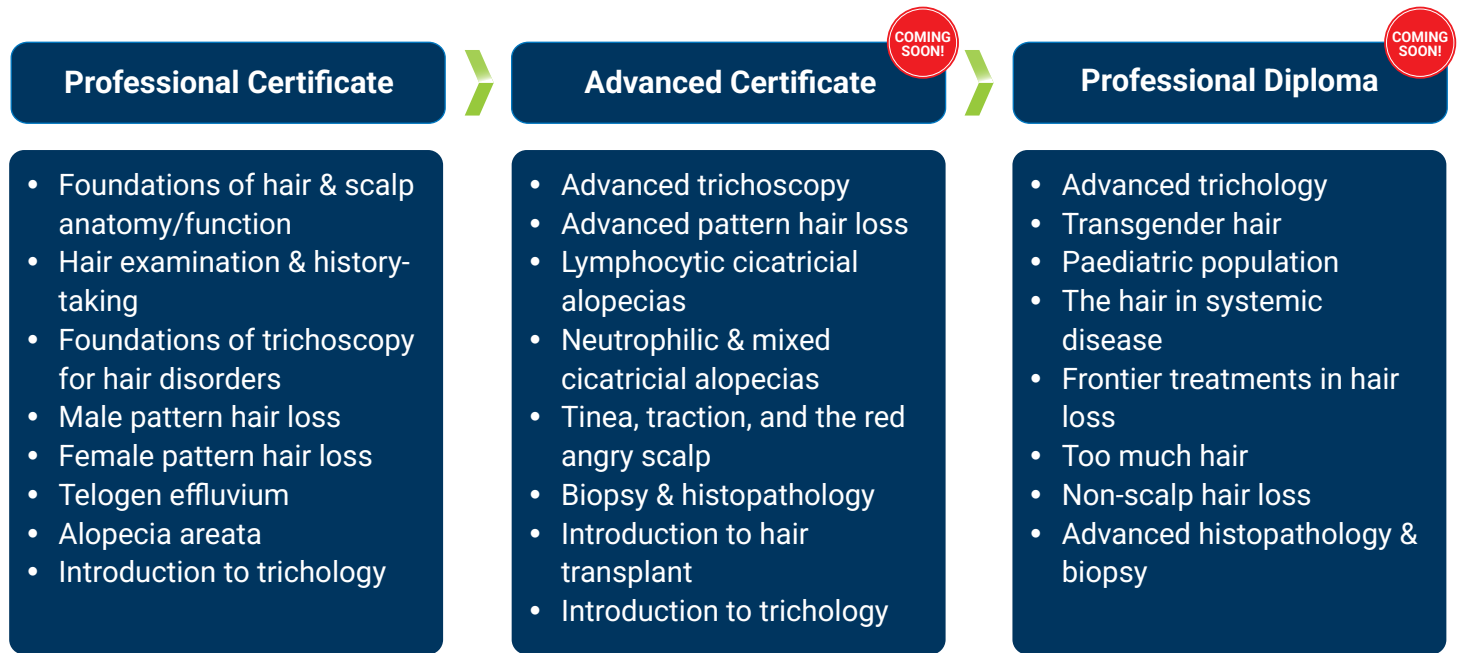 Professional Certificate
• Foundations of hair & scalp
anatomy/function
• Hair examination & history-
taking
• Foundations of trichoscopy
for hair disorders
• Male pattern hair loss
• Female pattern hair loss
• Telogen effluvium
• Alopecia areata
• Introduction to trichology
COMING
SOON!
Advanced Certificate
• Advanced trichoscopy
• Advanced pattern hair loss
• Lymphocytic cicatricial
alopecias
• Neutrophilic & mixed
cicatricial alopecias
• Tinea, traction, and the red
angry scalp
• Biopsy & histopathology
• Introduction to hair
transplant
• Introduction to trichology
COMING
SOON!
Professional Diploma
• Advanced trichology
• Transgender hair
• Paediatric population
• The hair in systemic
disease
• Frontier treatments in hair
loss
• Too much hair
• Non-scalp hair loss
• Advanced histopathology &
biopsy